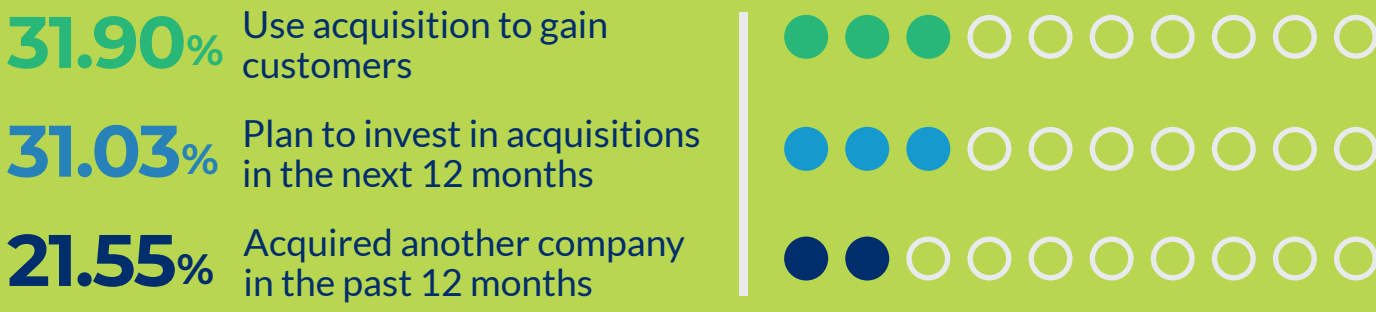 31.90% Use acquisition to gain
customers
31.03% Plan to invest in acquisitions
in the next 12 months
21.55% Acquired another company
in the past 12 months